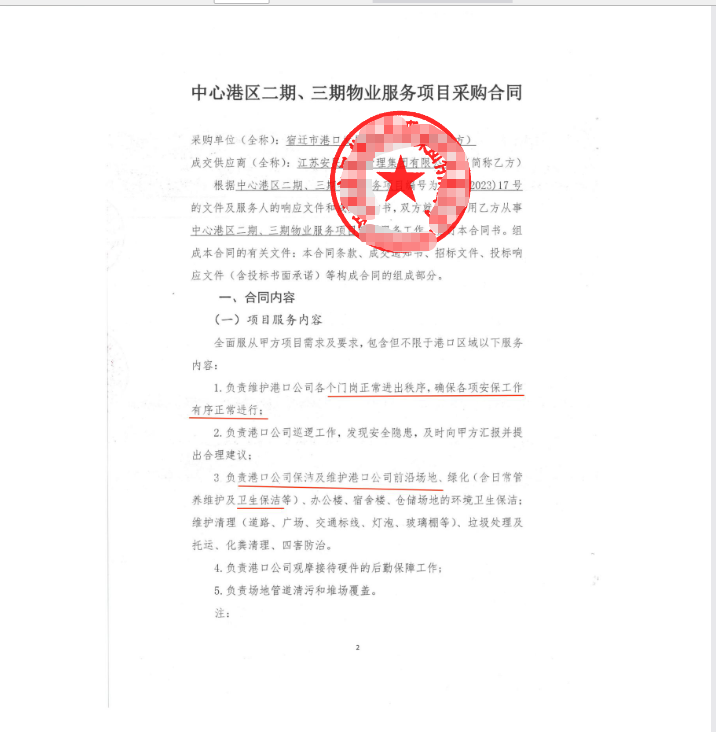 中心港区二期、三期物业服务项目采购合同
采购单位（全称）：宿迁市港口 方）
成交供应商（全称）：江苏安 理集团有限 （简称乙方）
根据中心港区二期、三 务项 编号为 2023)17 号
的文件及服务人的响应文件和 书，双方 用乙方从事
中心港区二期、三期物业服务项目 工作， 本合同书。组
成本合同的有关文件：本合同条款、成交通知书、招标文件、投标响
应文件（含投标书面承诺）等构成合同的组成部分。
一、合同内容
（一）项目服务内容
全面服从甲方项目需求及要求，包含但不限于港口区域以下服务
内容：
1.负责维护港口公司各个门岗正常进出秩序，确保各项安保工作
有序正常进行；
2.负责港口公司巡逻工作，发现安全隐患，及时向甲方汇报并提
出合理建议；
3 负责港口公司保洁及维护港口公司前沿场地、绿化（含日常管
养维护及卫生保洁等）、办公楼、宿舍楼、仓储场地的环境卫生保洁；
维护清理（道路、广场、交通标线、灯泡、玻璃棚等）、垃圾处理及
托运、化粪清理、四害防治。
4.负责港口公司观摩接待硬件的后勤保障工作；
5.负责场地管道清污和堆场覆盖。
注：
2